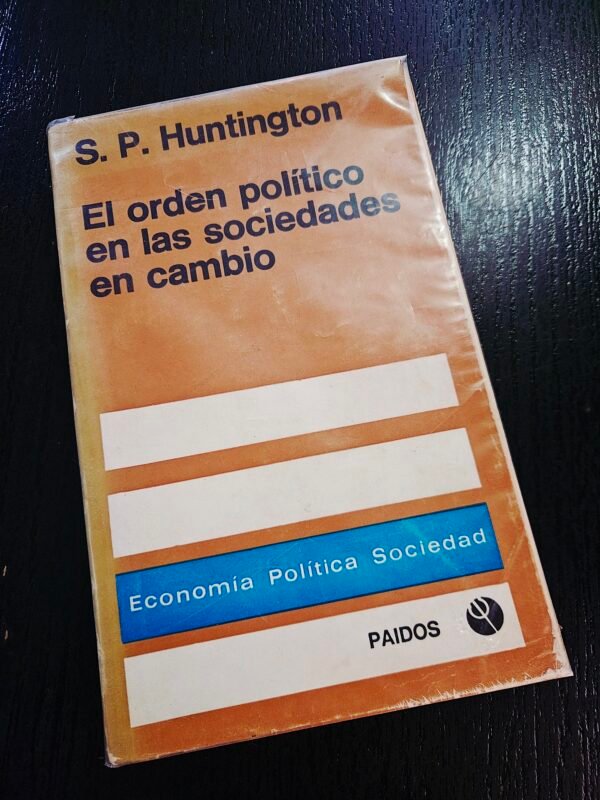 S. P. Huntington
El orden político
en las sociedades
en cambio
Economía Política Sociedad
PAIDOS